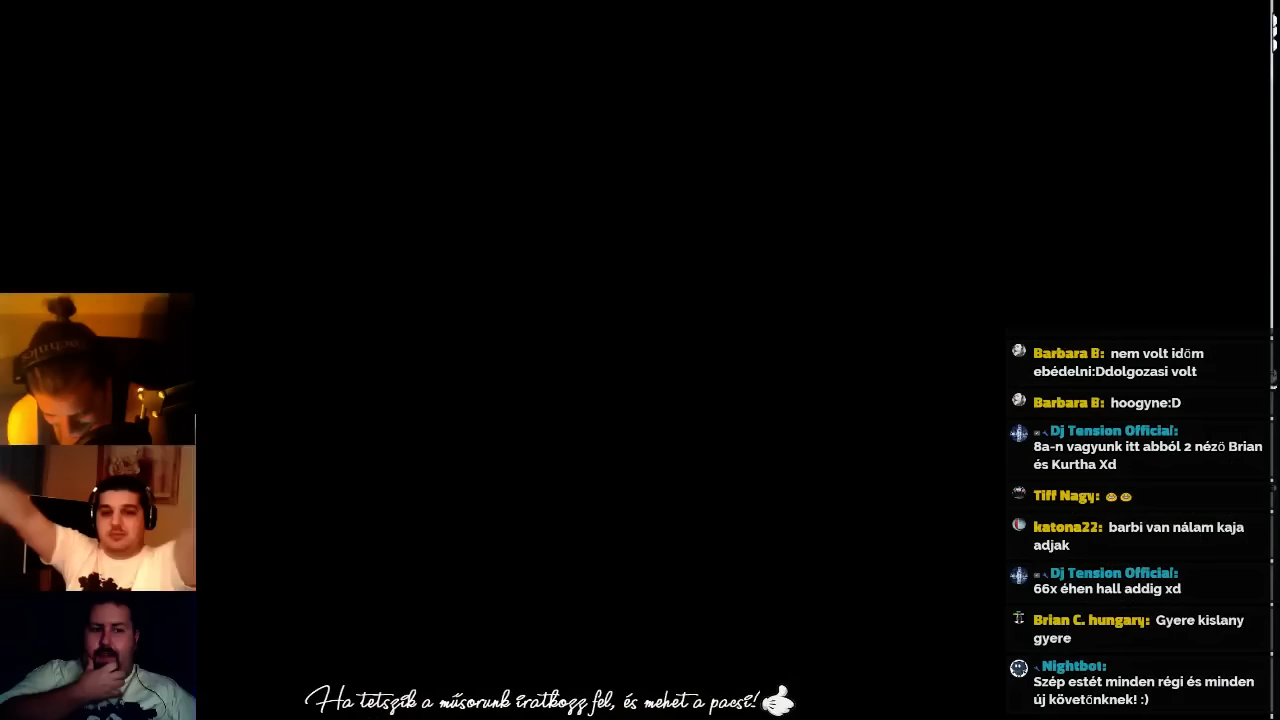 Barbara B: nem volt időm
ebédelni:Ddolgozasi volt
Barbara B: hoogyne:D
Dj Tension Official:
8a-n vagyunk itt abból 2 néző Brian
és Kurtha Xd
Tiff Nagy:
katona22: barbi van nálam kaja
adjak
Dj Tension Official:
66x éhen hall addig xd
Brian C. hungary: Gyere kislany
gyere
Nightbot:
Szép estét minden régi és minden
új követőnknek! :)
Ha tetszik a műsorunk iratkozz fel, és mehet a pacsi!